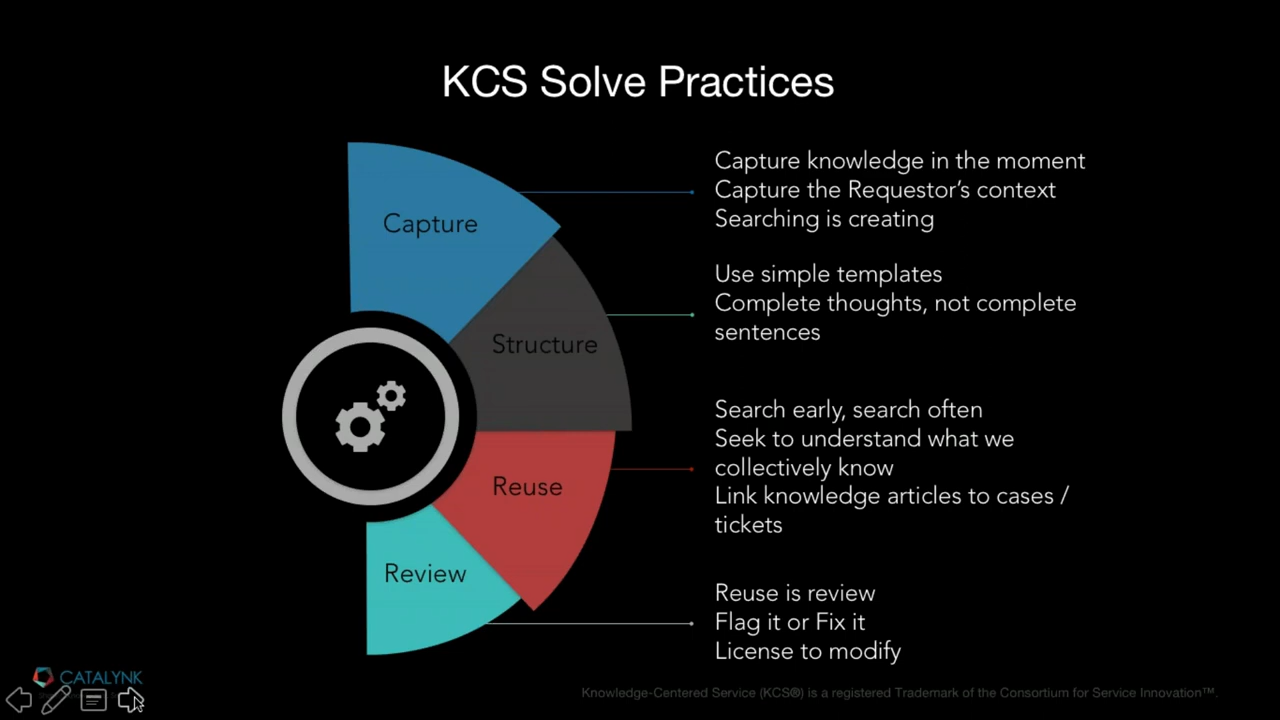 KCS Solve Practices
Capture
Capture knowledge in the moment
Capture the Requestor's context
Searching is creating
Structure
Use simple templates
Complete thoughts, not complete
sentences
Reuse
Search early, search often
Seek to understand what we
collectively know
Link knowledge articles to cases /
tickets
Review
Reuse is review
Flag it or Fix it
License to modify
CATALYNK
Knowledge-Centered Service (KCS®) is a registered Trademark of the Consortium for Service Innovation™.